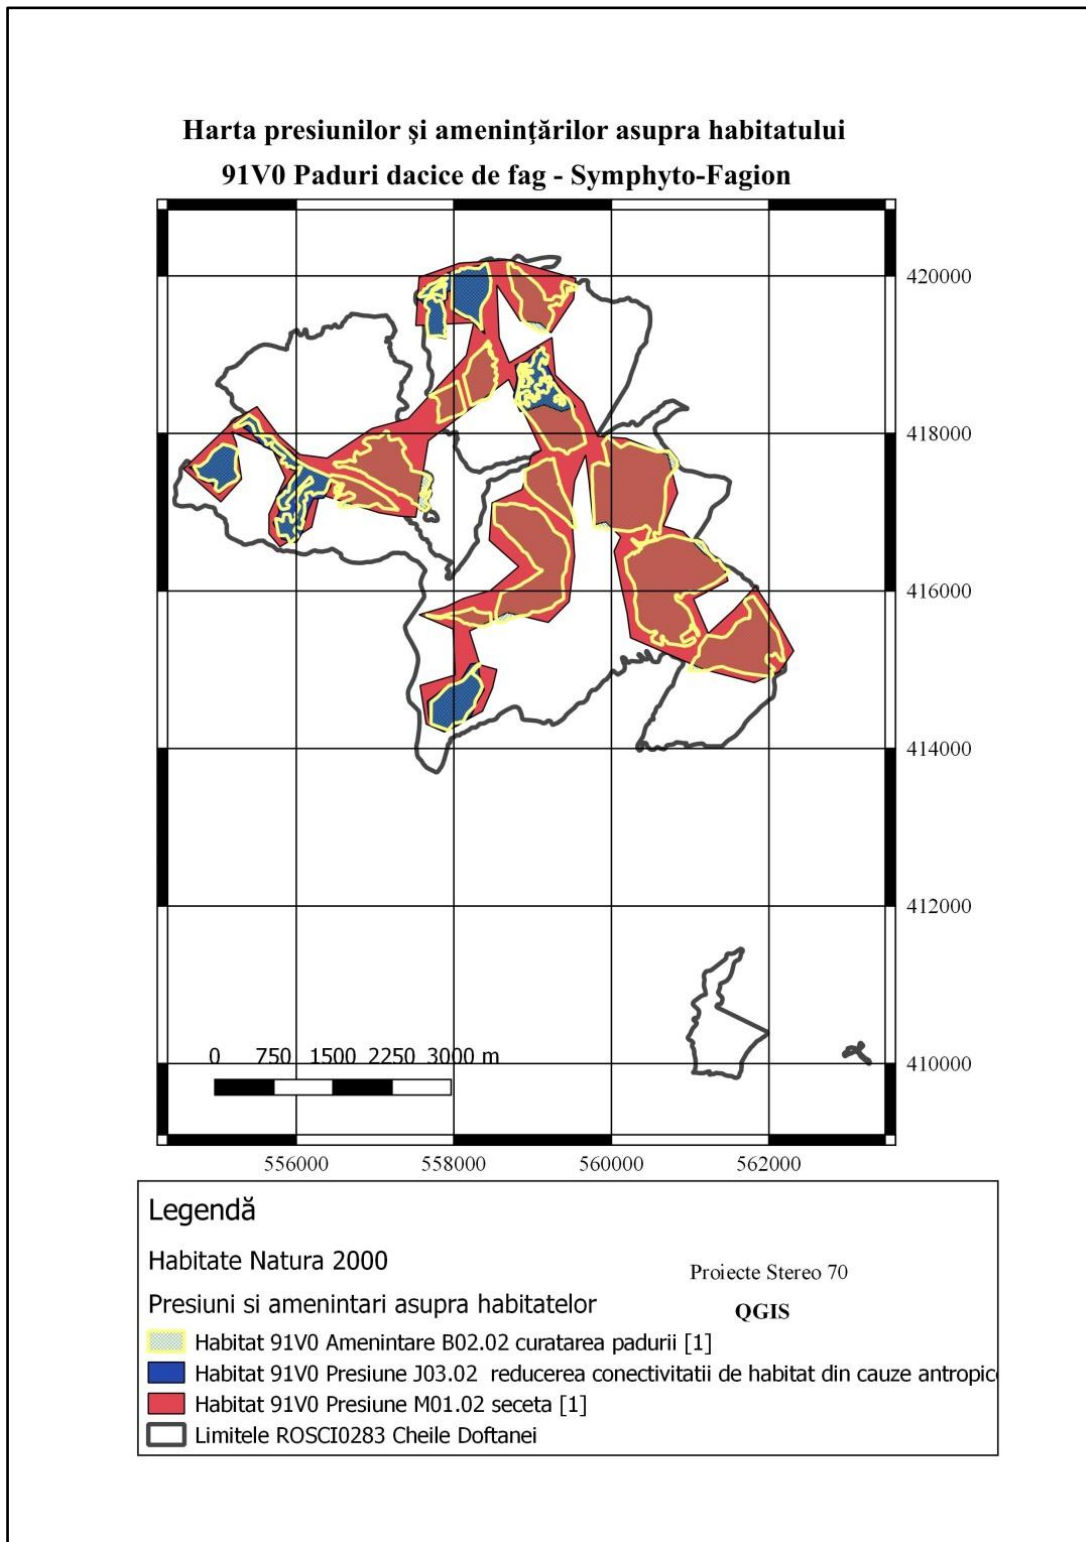 Harta presiunilor şi ameninţărilor asupra habitatului
91V0 Paduri dacice de fag - Symphyto-Fagion
420000
418000
416000
414000
412000
410000
0 750 1500 2250 3000 m
556000 558000 560000 562000
Legendă
Habitate Natura 2000
Proiecte Stereo 70
Presiuni si amenintari asupra habitatelor
QGIS
Habitat 91V0 Amenintare B02.02 curatarea padurii [1]
Habitat 91V0 Presiune J03.02 reducerea conectivitatii de habitat din cauze antropice
Habitat 91V0 Presiune M01.02 seceta [1]
Limitele ROSCI0283 Cheile Doftanei